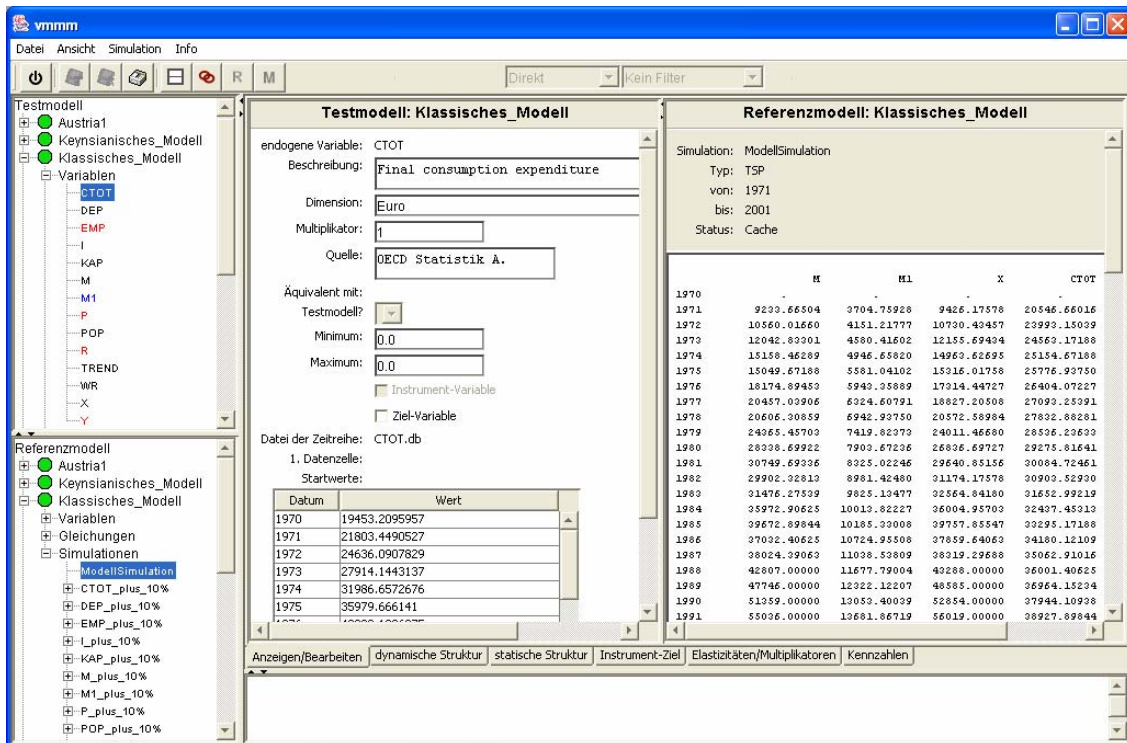 vmmm
Datei Ansicht Simulation Info
R M Direkt Kein Filter
Testmodell
Austria1
Keynsianisches_Modell
Klassisches_Modell
Variablen
CTOT
DEP
EMP
I
KAP
M
M1
P
POP
R
TREND
WR
X
Y
Referenzmodell
Austria1
Keynsianisches_Modell
Klassisches_Modell
Variablen
Gleichungen
Simulationen
ModellSimulation
CTOT_plus_10%
DEP_plus_10%
EMP_plus_10%
I_plus_10%
KAP_plus_10%
M_plus_10%
M1_plus_10%
P_plus_10%
POP_plus_10%
Testmodell: Klassisches_Modell
endogene Variable: CTOT
Beschreibung: Final consumption expenditure
Dimension: Euro
Multiplikator: 1
Quelle: OECD Statistik A.
Äquivalent mit:
Testmodell?
Minimum: 0.0
Maximum: 0.0
Instrument-Variable
Ziel-Variable
Datei der Zeitreihe: CTOT.db
1. Datenzelle:
Startwerte:
Datum Wert
1970 19453.2095957
1971 21803.4490527
1972 24636.0907829
1973 27914.1443137
1974 31986.6572676
1975 35979.666141
Referenzmodell: Klassisches_Modell
Simulation: ModellSimulation
Typ: TSP
von: 1971
bis: 2001
Status: Cache
M M1 X CTOT
1970 . . . .
1971 9233.66504 3704.75928 9426.17578 20546.66016
1972 10560.01660 4151.21777 10730.43457 23993.15039
1973 12042.83301 4580.41602 12155.69434 24563.17188
1974 15158.46289 4946.65820 14963.62695 25154.67188
1975 15049.67188 5581.04102 15316.01758 25776.93750
1976 18174.89453 5943.35889 17314.44727 26404.07227
1977 20457.03906 6324.60791 18827.20508 27093.25391
1978 20606.30859 6942.93750 20572.58984 27832.88281
1979 24365.45703 7419.82373 24011.46680 28536.23633
1980 28338.69922 7903.67236 26836.69727 29275.81641
1981 30749.69336 8325.02246 29640.85156 30084.72461
1982 29902.32813 8981.42480 31174.17578 30903.52930
1983 31476.27539 9825.13477 32564.84180 31652.99219
1984 35972.90625 10013.82227 36004.95703 32437.45313
1985 39672.89844 10185.33008 39757.85547 33295.17188
1986 37032.40625 10724.95508 37859.64063 34180.12109
1987 38024.39063 11038.53809 38319.29688 35062.91016
1988 42807.00000 11677.79004 43288.00000 36001.40625
1989 47746.00000 12322.12207 48585.00000 36964.15234
1990 51359.00000 13053.40039 52854.00000 37944.10938
1991 55036.00000 13681.86719 56019.00000 38927.89844
Anzeigen/Bearbeiten dynamische Struktur statische Struktur Instrument-Ziel Elastizitäten/Multiplikatoren Kennzahlen